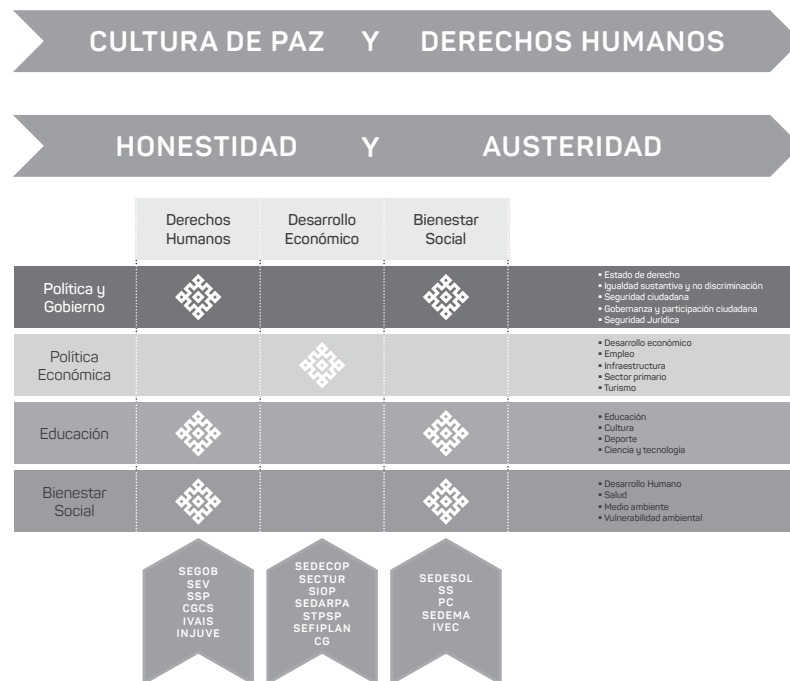 CULTURA DE PAZ Y DERECHOS HUMANOS
HONESTIDAD Y AUSTERIDAD
Derechos
Humanos
Desarrollo
Económico
Bienestar
Social
Política y
Gobierno
▪ Estado de derecho
▪ Igualdad sustantiva y no discriminación
▪ Seguridad ciudadana
▪ Gobernanza y participación ciudadana
▪ Seguridad Jurídica
Política
Económica
▪ Desarrollo económico
▪ Empleo
▪ Infraestructura
▪ Sector primario
▪ Turismo
Educación
▪ Educación
▪ Cultura
▪ Deporte
▪ Ciencia y tecnología
Bienestar
Social
▪ Desarrollo Humano
▪ Salud
▪ Medio ambiente
▪ Vulnerabilidad ambiental
SEGOB
SEV
SSP
CGCS
IVAIS
INJUVE
SEDECOP
SECTUR
SIOP
SEDARPA
STPSP
SEFIPLAN
CG
SEDESOL
SS
PC
SEDEMA
IVEC